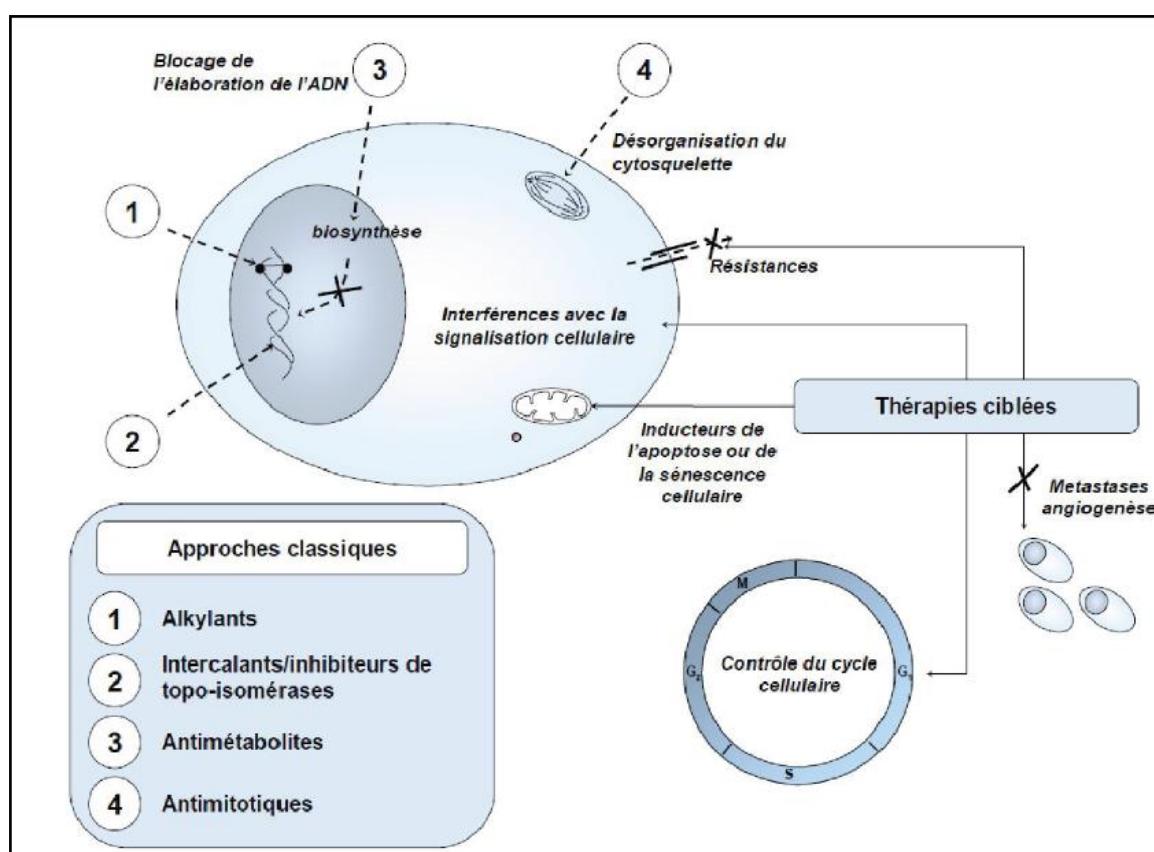 Blocage de
l'élaboration de l'ADN
3
4
Désorganisation du
cytosquelette
1
biosynthèse
Résistances
Interférences avec la
signalisation cellulaire
Thérapies ciblées
2
Inducteurs de
l'apoptose ou de
la sénescence
cellulaire
Metastases
angiogenèse
Approches classiques
1 Alkylants
2 Intercalants/inhibiteurs de
topo-isomérases
3 Antimétabolites
4 Antimitotiques
M
G₂
Contrôle du cycle
cellulaire
G₁
S